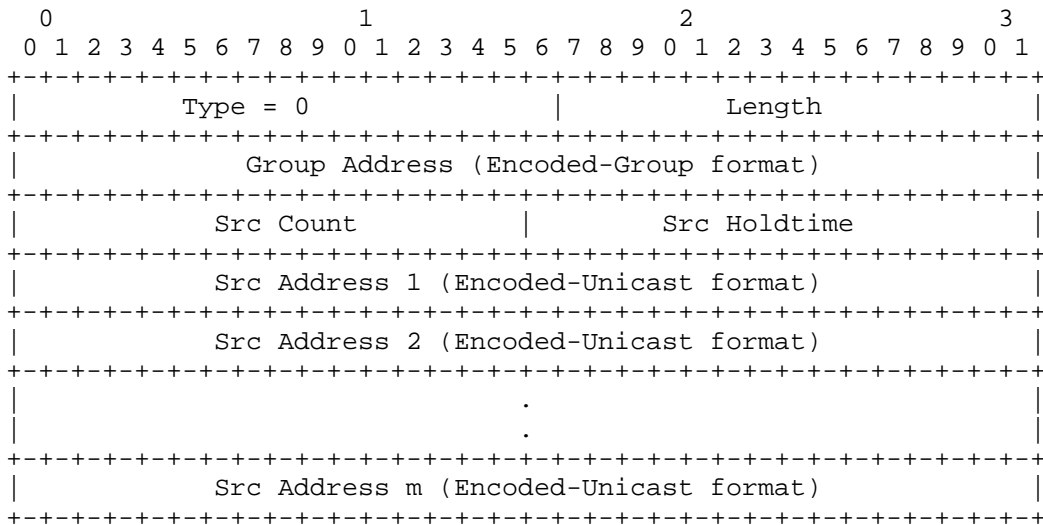 0                   1                   2                   3
 0 1 2 3 4 5 6 7 8 9 0 1 2 3 4 5 6 7 8 9 0 1 2 3 4 5 6 7 8 9 0 1
+-+-+-+-+-+-+-+-+-+-+-+-+-+-+-+-+-+-+-+-+-+-+-+-+-+-+-+-+-+-+-+-+
|          Type = 0               |          Length             |
+-+-+-+-+-+-+-+-+-+-+-+-+-+-+-+-+-+-+-+-+-+-+-+-+-+-+-+-+-+-+-+-+
|              Group Address (Encoded-Group format)             |
+-+-+-+-+-+-+-+-+-+-+-+-+-+-+-+-+-+-+-+-+-+-+-+-+-+-+-+-+-+-+-+-+
|            Src Count          |        Src Holdtime           |
+-+-+-+-+-+-+-+-+-+-+-+-+-+-+-+-+-+-+-+-+-+-+-+-+-+-+-+-+-+-+-+-+
|            Src Address 1 (Encoded-Unicast format)             |
+-+-+-+-+-+-+-+-+-+-+-+-+-+-+-+-+-+-+-+-+-+-+-+-+-+-+-+-+-+-+-+-+
|            Src Address 2 (Encoded-Unicast format)             |
+-+-+-+-+-+-+-+-+-+-+-+-+-+-+-+-+-+-+-+-+-+-+-+-+-+-+-+-+-+-+-+-+
|                               .                               |
|                               .                               |
+-+-+-+-+-+-+-+-+-+-+-+-+-+-+-+-+-+-+-+-+-+-+-+-+-+-+-+-+-+-+-+-+
|            Src Address m (Encoded-Unicast format)             |
+-+-+-+-+-+-+-+-+-+-+-+-+-+-+-+-+-+-+-+-+-+-+-+-+-+-+-+-+-+-+-+-+